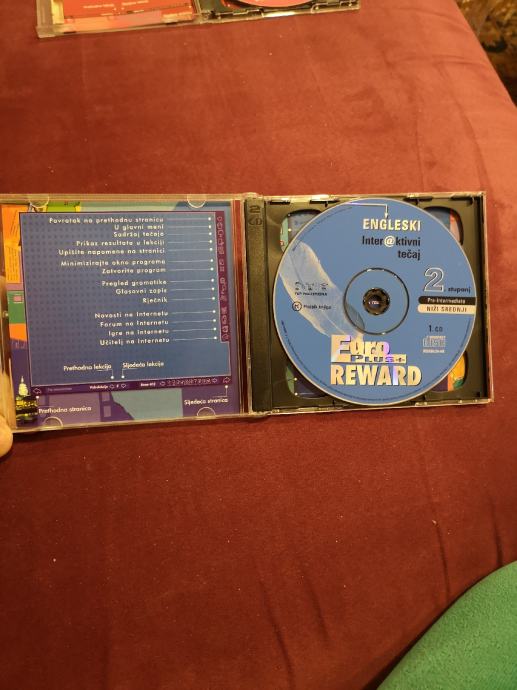 Povratak na prethodnu stranicu
U glavni meni
Sadržaj tečaja
Prikaz rezultata u lekciji
Upišite napomene na stranici
Minimizirajte okno programa
Zatvorite program
Pregled gramatike
Glasovni zapis
Rječnik
Novosti na Internetu
Forum na Internetu
Igre na Internetu
Učitelj na Internetu
Prethodna lekcija
Sljedeća lekcija
Prethodna stranica
Sljedeća stranica
2 CD
ENGLESKI
Inter@ktivni
tečaj
2 stupanj
Pre-Intermediate
NIŽI SREDNJI
1. CD
Euro
PLUS+
REWARD